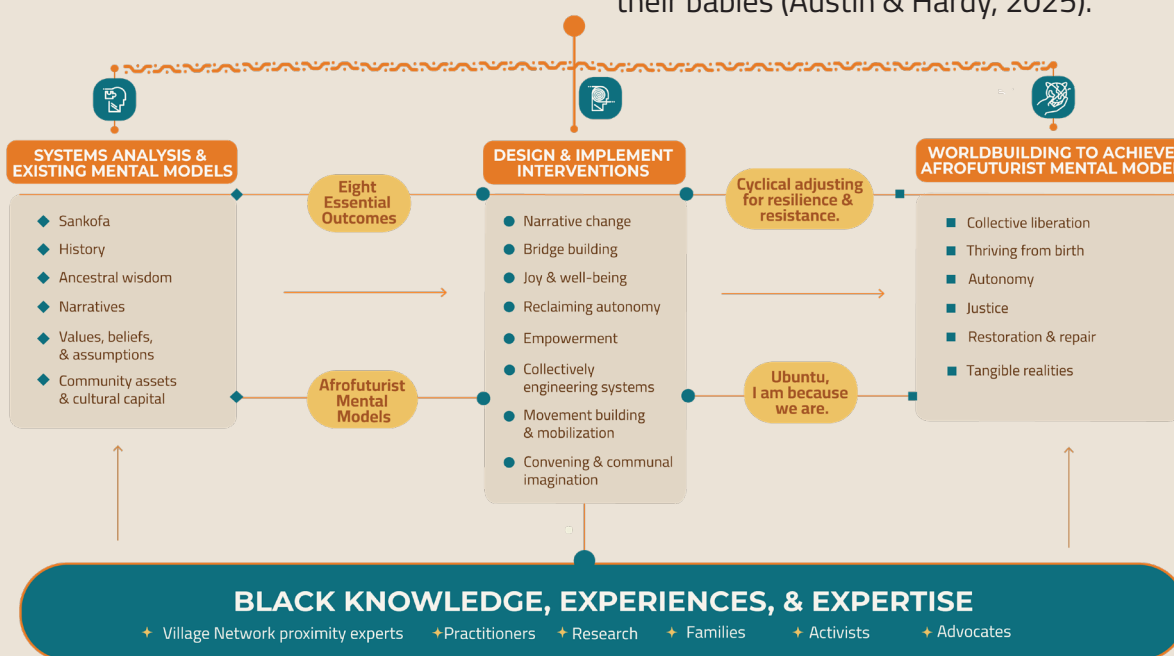 their babies (Austin & Hardy, 2025).
SYSTEMS ANALYSIS &
EXISTING MENTAL MODELS
Sankofa
History
Ancestral wisdom
Narratives
Values, beliefs,
& assumptions
Community assets
& cultural capital
Eight
Essential
Outcomes
Afrofuturist
Mental
Models
DESIGN & IMPLEMENT
INTERVENTIONS
Narrative change
Bridge building
Joy & well-being
Reclaiming autonomy
Empowerment
Collectively
engineering systems
Movement building
& mobilization
Convening & communal
imagination
Cyclical adjusting
for resilience &
resistance.
Ubuntu,
I am because
we are.
WORLDBUILDING TO ACHIEVE
AFROFUTURIST MENTAL MODE
Collective liberation
Thriving from birth
Autonomy
Justice
Restoration & repair
Tangible realities
BLACK KNOWLEDGE, EXPERIENCES, & EXPERTISE
Village Network proximity experts Practitioners Research Families Activists Advocates